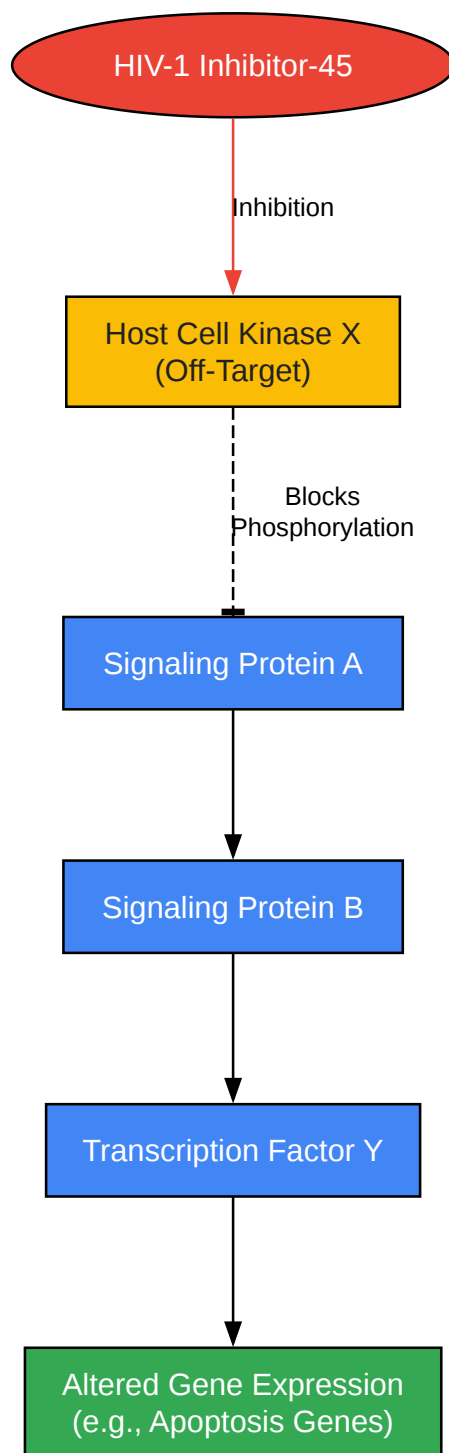 HIV-1 Inhibitor-45
Inhibition
Host Cell Kinase X
(Off-Target)
Blocks
Phosphorylation
Signaling Protein A
Signaling Protein B
Transcription Factor Y
Altered Gene Expression
(e.g., Apoptosis Genes)